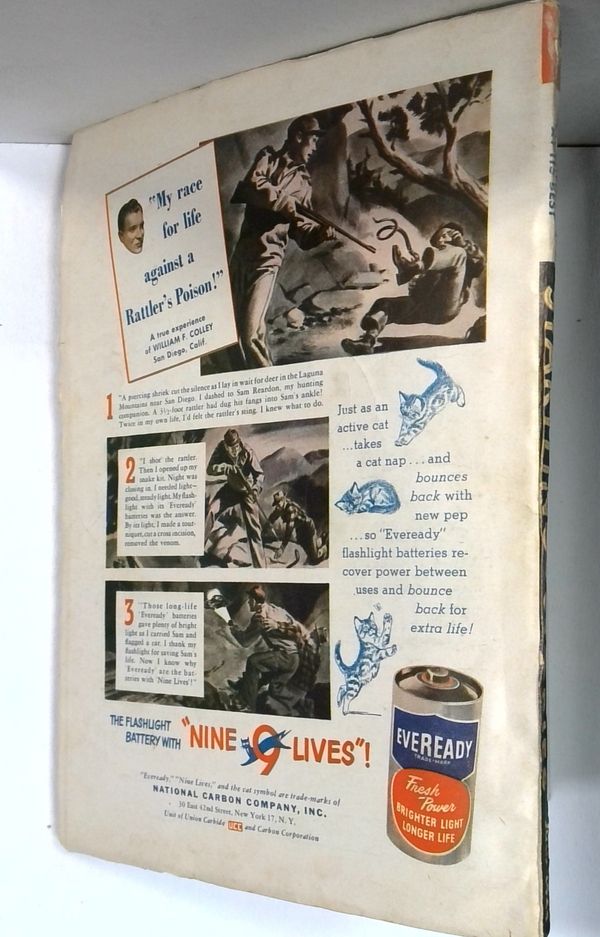 "My race
for life
against a
Rattler's Poison!"
A true experience
of WILLIAM F. COLLEY
San Diego, Calif.
1 "A piercing shriek cut the silence as I lay in wait for deer in the Laguna
Mountains near San Diego. I dashed to Sam Reardon, my hunting
companion. A 3½-foot rattler had dug his fangs into Sam's ankle!
Twice in my own life, I'd felt the rattler's sting. I knew what to do.
2 "I shot the rattler.
Then I opened up my
snake kit. Night was
closing in. I needed light—
good, steady light. My flash-
light with its 'Eveready'
batteries was the answer.
By its light, I made a tour-
niquet, cut a cross incision,
removed the venom.
3 "Those long-life
'Eveready' batteries
gave plenty of bright
light as I carried Sam and
flagged a car. I thank my
flashlight for saving Sam's
life. Now I know why
'Eveready' are the bat-
teries with 'Nine Lives'!"
Just as an
active cat
...takes
a cat nap...and
bounces
back with
new pep
...so "Eveready"
flashlight batteries re-
cover power between
uses and bounce
back for
extra life!
THE FLASHLIGHT
BATTERY WITH "NINE 9 LIVES"!
EVEREADY
TRADE-MARK
Fresh
Power
BRIGHTER LIGHT
LONGER LIFE
"Eveready," "Nine Lives," and the cat symbol are trade-marks of
NATIONAL CARBON COMPANY, INC.
30 East 42nd Street, New York 17, N. Y.
Unit of Union Carbide UCC and Carbon Corporation